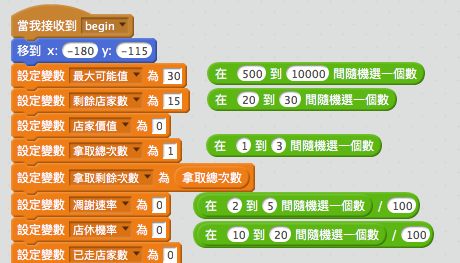 當我接收到 begin
移到 x: -180 y: -115
設定變數 最大可能值 為 30 在 500 到 10000 間隨機選一個數
設定變數 剩餘店家數 為 15 在 20 到 30 間隨機選一個數
設定變數 店家價值 為 0
設定變數 拿取總次數 為 1 在 1 到 3 間隨機選一個數
設定變數 拿取剩餘次數 為 拿取總次數
設定變數 凋謝速率 為 0 在 2 到 5 間隨機選一個數 / 100
設定變數 店休機率 為 0 在 10 到 20 間隨機選一個數 / 100
設定變數 已走店家數 為 0